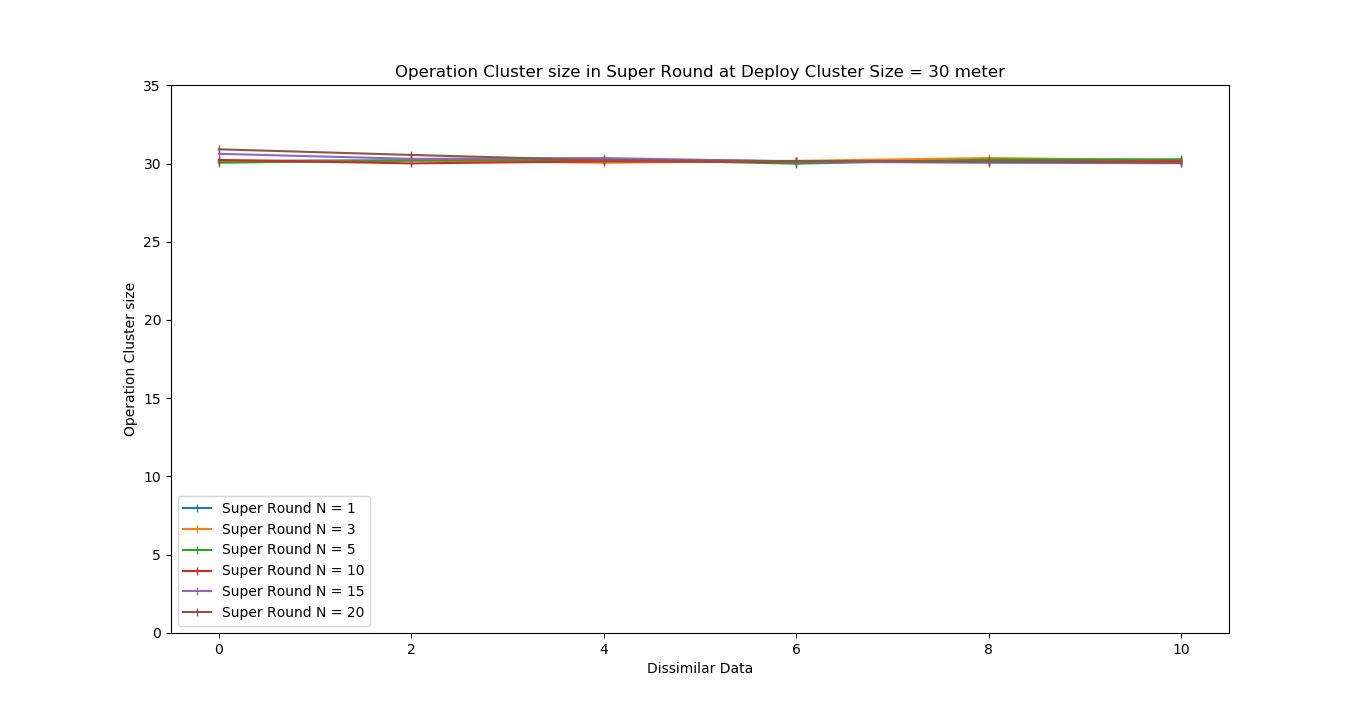 Operation Cluster size in Super Round at Deploy Cluster Size = 30 meter
35
30
25
20
15
10
5
0
Operation Cluster size
Super Round N = 1
Super Round N = 3
Super Round N = 5
Super Round N = 10
Super Round N = 15
Super Round N = 20
0 2 4 6 8 10
Dissimilar Data